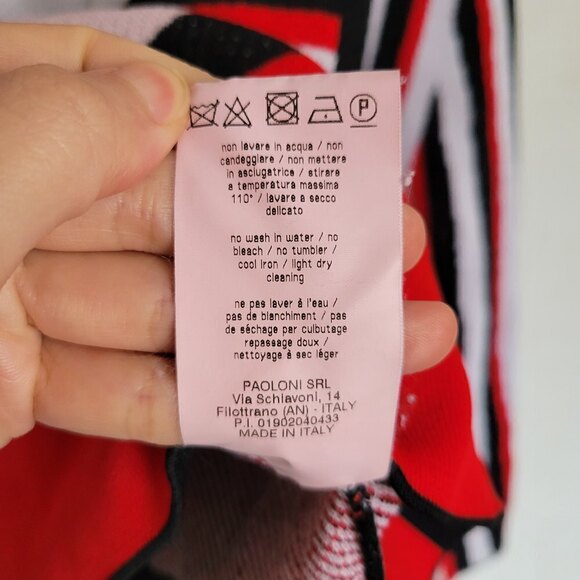 P
non lavare in acqua / non
candeggiare / non mettere
in asciugatrice / stirare
a temperatura massima
110° / lavare a secco
delicato
no wash in water / no
bleach / no tumbler /
cool iron / light dry
cleaning
ne pas laver à l'eau /
pas de blanchiment / pas
de séchage par culbutage
repassage doux /
nettoyage à sec léger
PAOLONI SRL
Via Schiavoni, 14
Filottrano (AN) - ITALY
P.I. 01902040433
MADE IN ITALY